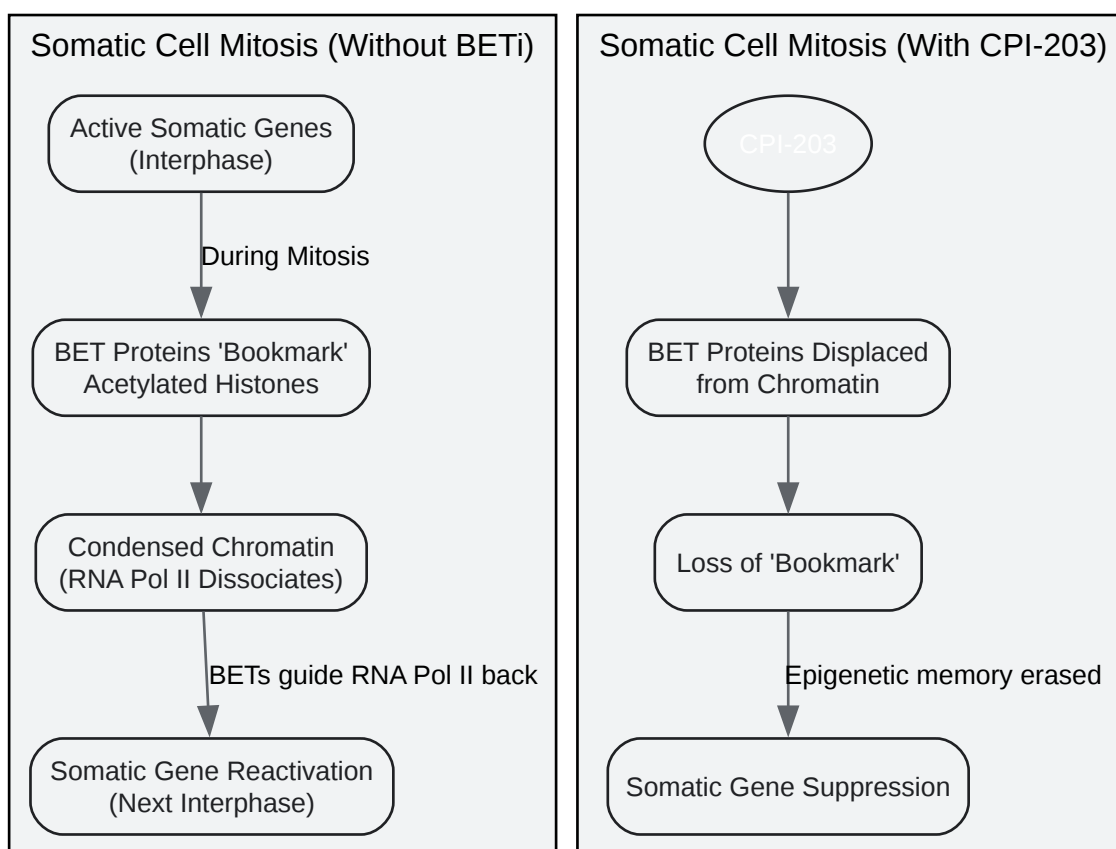 Somatic Cell Mitosis (Without BETi)
Active Somatic Genes
(Interphase)
During Mitosis
BET Proteins 'Bookmark'
Acetylated Histones
Condensed Chromatin
(RNA Pol II Dissociates)
BETs guide RNA Pol II back
Somatic Gene Reactivation
(Next Interphase)
Somatic Cell Mitosis (With CPI-203)
CPI-203
BET Proteins Displaced
from Chromatin
Loss of 'Bookmark'
Epigenetic memory erased
Somatic Gene Suppression